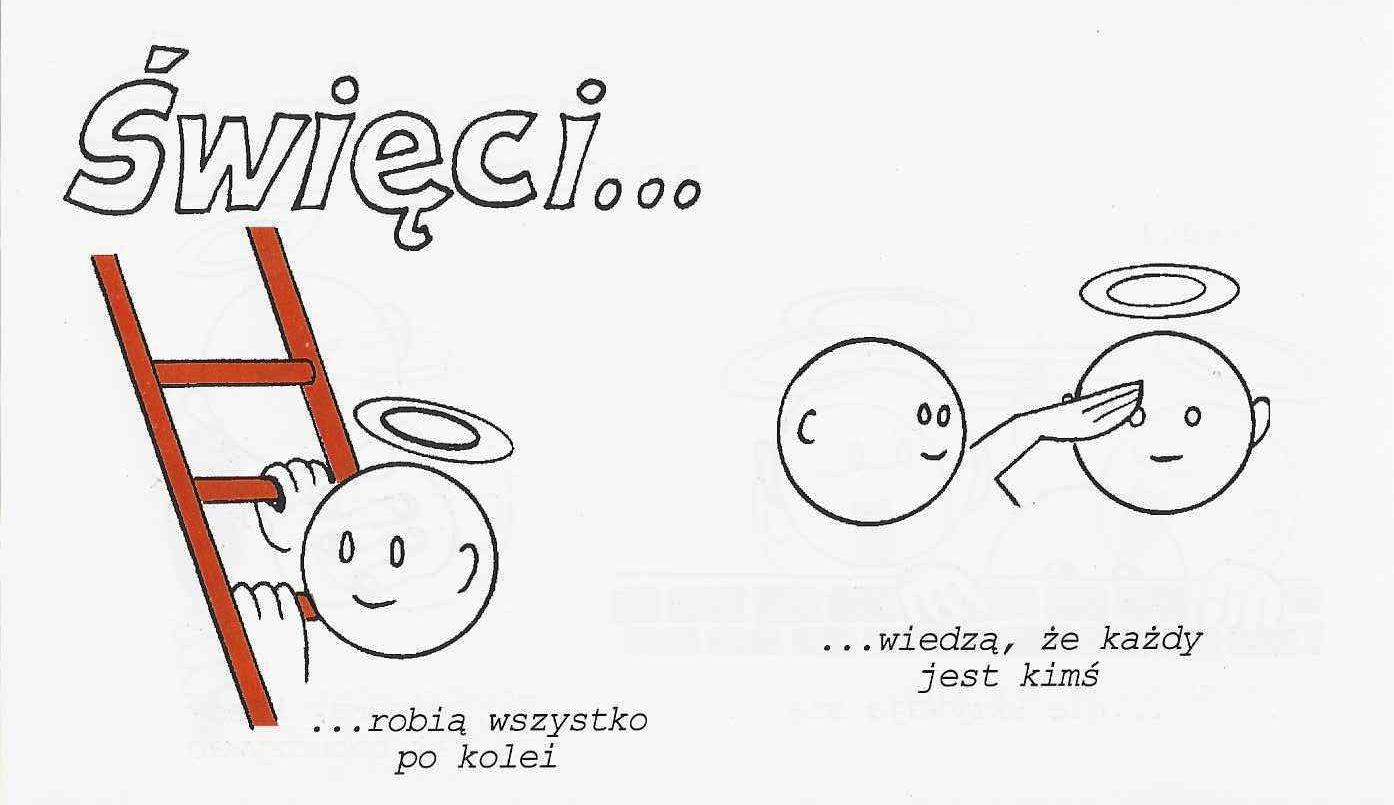 Święci...
...robią wszystko
po kolei
...wiedzą, że każdy
jest kimś